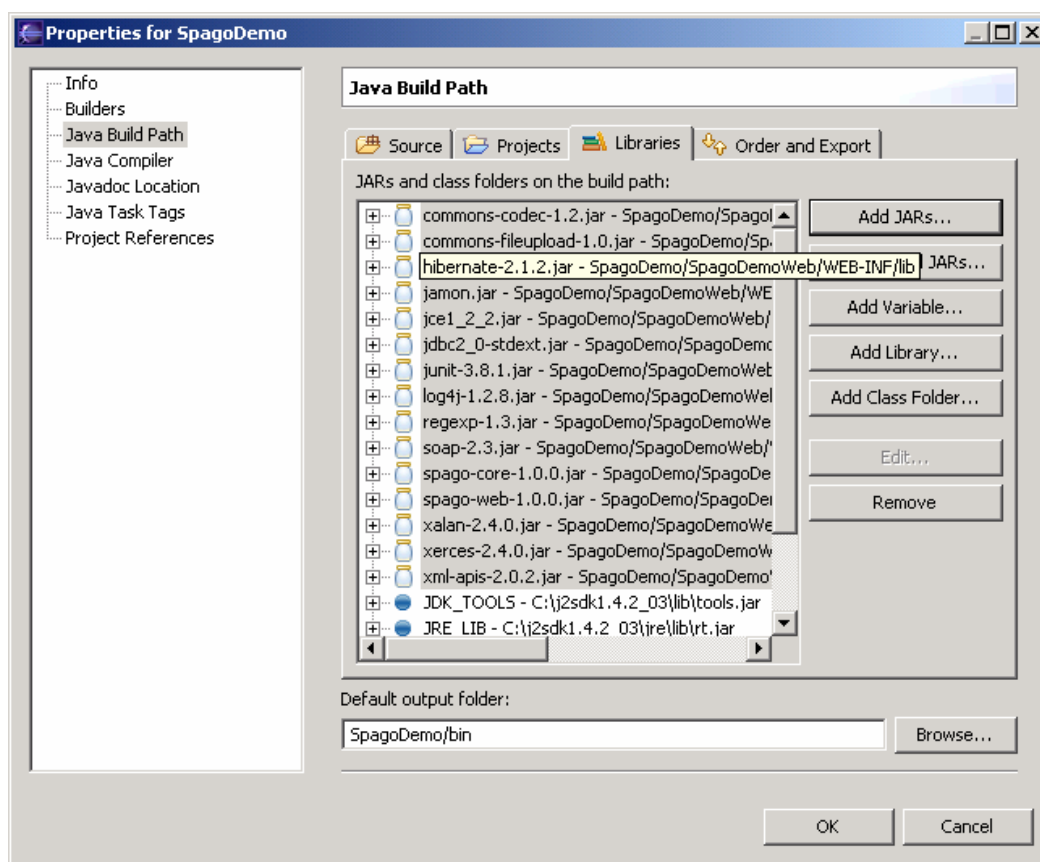 Properties for SpagoDemo
Info
Builders
Java Build Path
Java Compiler
Javadoc Location
Java Task Tags
Project References
Java Build Path
Source
Projects
Libraries
Order and Export
JARs and class folders on the build path:
commons-codec-1.2.jar - SpagoDemo/Spagol
commons-fileupload-1.0.jar - SpagoDemo/Sp
hibernate-2.1.2.jar - SpagoDemo/SpagoDemoWeb/WEB-INF/lib
jamon.jar - SpagoDemo/SpagoDemoWeb/WE
jce1_2_2.jar - SpagoDemo/SpagoDemoWeb/
jdbc2_0-stdext.jar - SpagoDemo/SpagoDemo
junit-3.8.1.jar - SpagoDemo/SpagoDemoWeb
log4j-1.2.8.jar - SpagoDemo/SpagoDemoWel
regexp-1.3.jar - SpagoDemo/SpagoDemoWe
soap-2.3.jar - SpagoDemo/SpagoDemoWeb/
spago-core-1.0.0.jar - SpagoDemo/SpagoDe
spago-web-1.0.0.jar - SpagoDemo/SpagoDe
xalan-2.4.0.jar - SpagoDemo/SpagoDemoWe
xerces-2.4.0.jar - SpagoDemo/SpagoDemoW
xml-apis-2.0.2.jar - SpagoDemo/SpagoDemo
JDK_TOOLS - C:\j2sdk1.4.2_03\lib\tools.jar
JRE_LIB - C:\j2sdk1.4.2_03\jre\lib\rt.jar
Add JARs...
JARs...
Add Variable...
Add Library...
Add Class Folder...
Edit...
Remove
Default output folder:
SpagoDemo/bin
Browse...
OK
Cancel